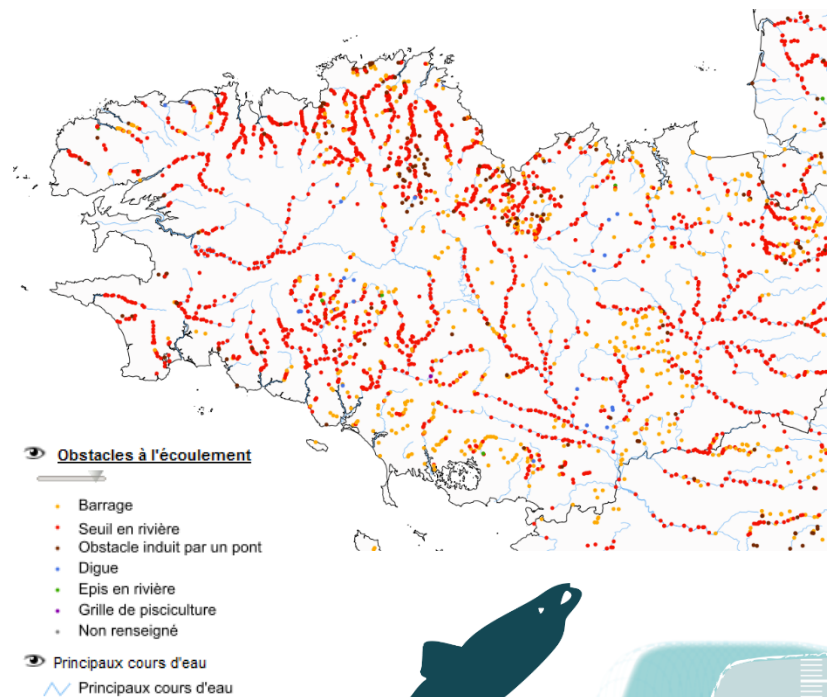 Obstacles à l'écoulement
Barrage
Seuil en rivière
Obstacle induit par un pont
Digue
Epis en rivière
Grille de pisciculture
Non renseigné
Principaux cours d'eau
Principaux cours d'eau